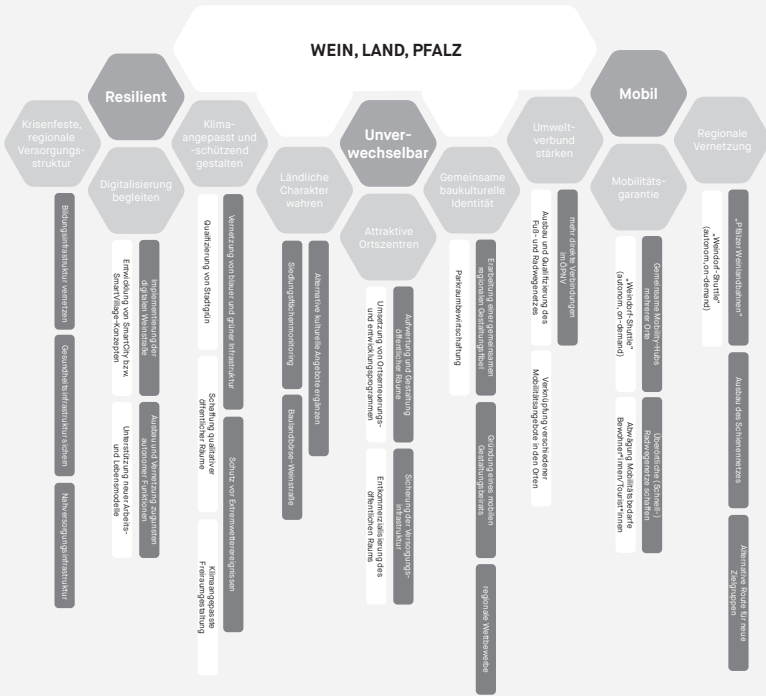 WEIN, LAND, PFALZ
Resilient
Krisenfeste,
regionale
Versorgungs-
struktur
Bildungsinfrastruktur vernetzen
Gesundheitsinfrastruktur sichern
Nahversorgungsinfrastruktur
Digitalisierung
begleiten
Entwicklung von SmartCity bzw.
SmartVillage-Konzepten
Unterstützung neuer Arbeits-
und Lebensmodelle
Implementierung der
digitalen Weinstraße
Ausbau und Vernetzung zugunsten
autonomer Funktionen
Klima-
angepasst und
-schützend
gestalten
Qualifizierung von Stadtgrün
Schaffung qualitativer
öffentlicher Räume
Klimaangepasste
Freiraumgestaltung
Vernetzung von blauer und grüner Infrastruktur
Schutz vor Extremwetterereignissen
Unver-
wechselbar
Ländliche
Charakter
wahren
Siedlungsflächenmonitoring
Baulandbörse-Weinstraße
Alternative kulturelle Angebote ergänzen
Attraktive
Ortszentren
Umsetzung von Ortserneuerungs-
und entwicklungsprogrammen
Entkommerzialisierung des
öffentlichen Raums
Aufwertung und Gestaltung
öffentlicher Räume
Sicherung der Versorgungs-
infrastruktur
Gemeinsame
baukulturelle
Identität
Parkraumbewirtschaftung
Erarbeitung einer gemeinsamen
regionalen Gestaltungsfibel
Gründung eines mobilen
Gestaltungsbeirats
regionale Wettbewerbe
Mobil
Umwelt-
verbund
stärken
Ausbau und Qualifizierung des
Fuß- und Radwegenetzes
Verknüpfung verschiedener
Mobilitätsangebote in den Orten
mehr direkte Verbindungen
im ÖPNV
Mobilitäts-
garantie
„Weindorf-Shuttle“
(autonom, on-demand)
Abwägung Mobilitätsbedarfe
Bewohner*innen/Tourist*innen
Gemeinsame Mobility-Hubs
mehrerer Orte
Überörtliche (Schnell-)
Radwegenetze schaffen
Regionale
Vernetzung
„Weindorf-Shuttle“
(autonom, on-demand)
„Pfälzer Weinlandbahnen“
Ausbau des Schienennetzes
Alternative Route für neue
Zielgruppen